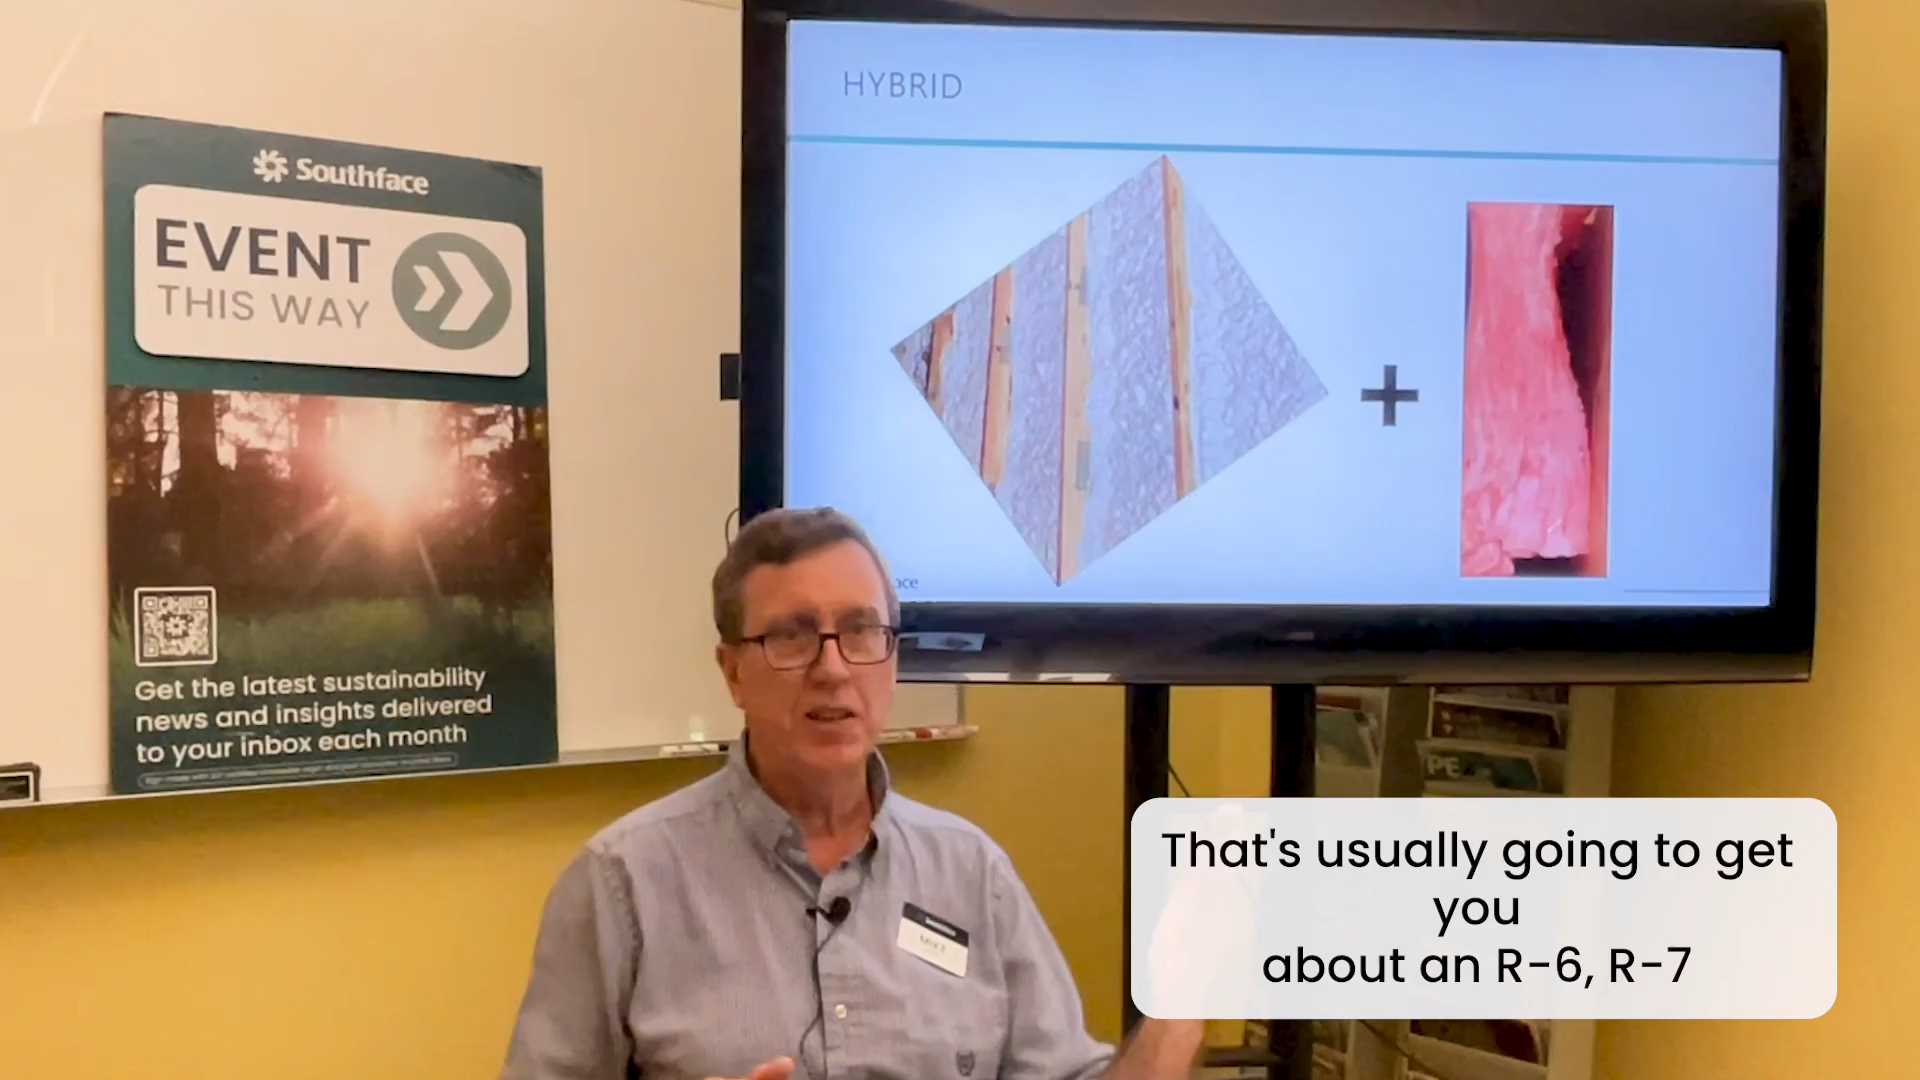 Southface
EVENT
THIS WAY
Get the latest sustainability
news and insights delivered
to your inbox each month
HYBRID
PE
That's usually going to get
you
about an R-6, R-7